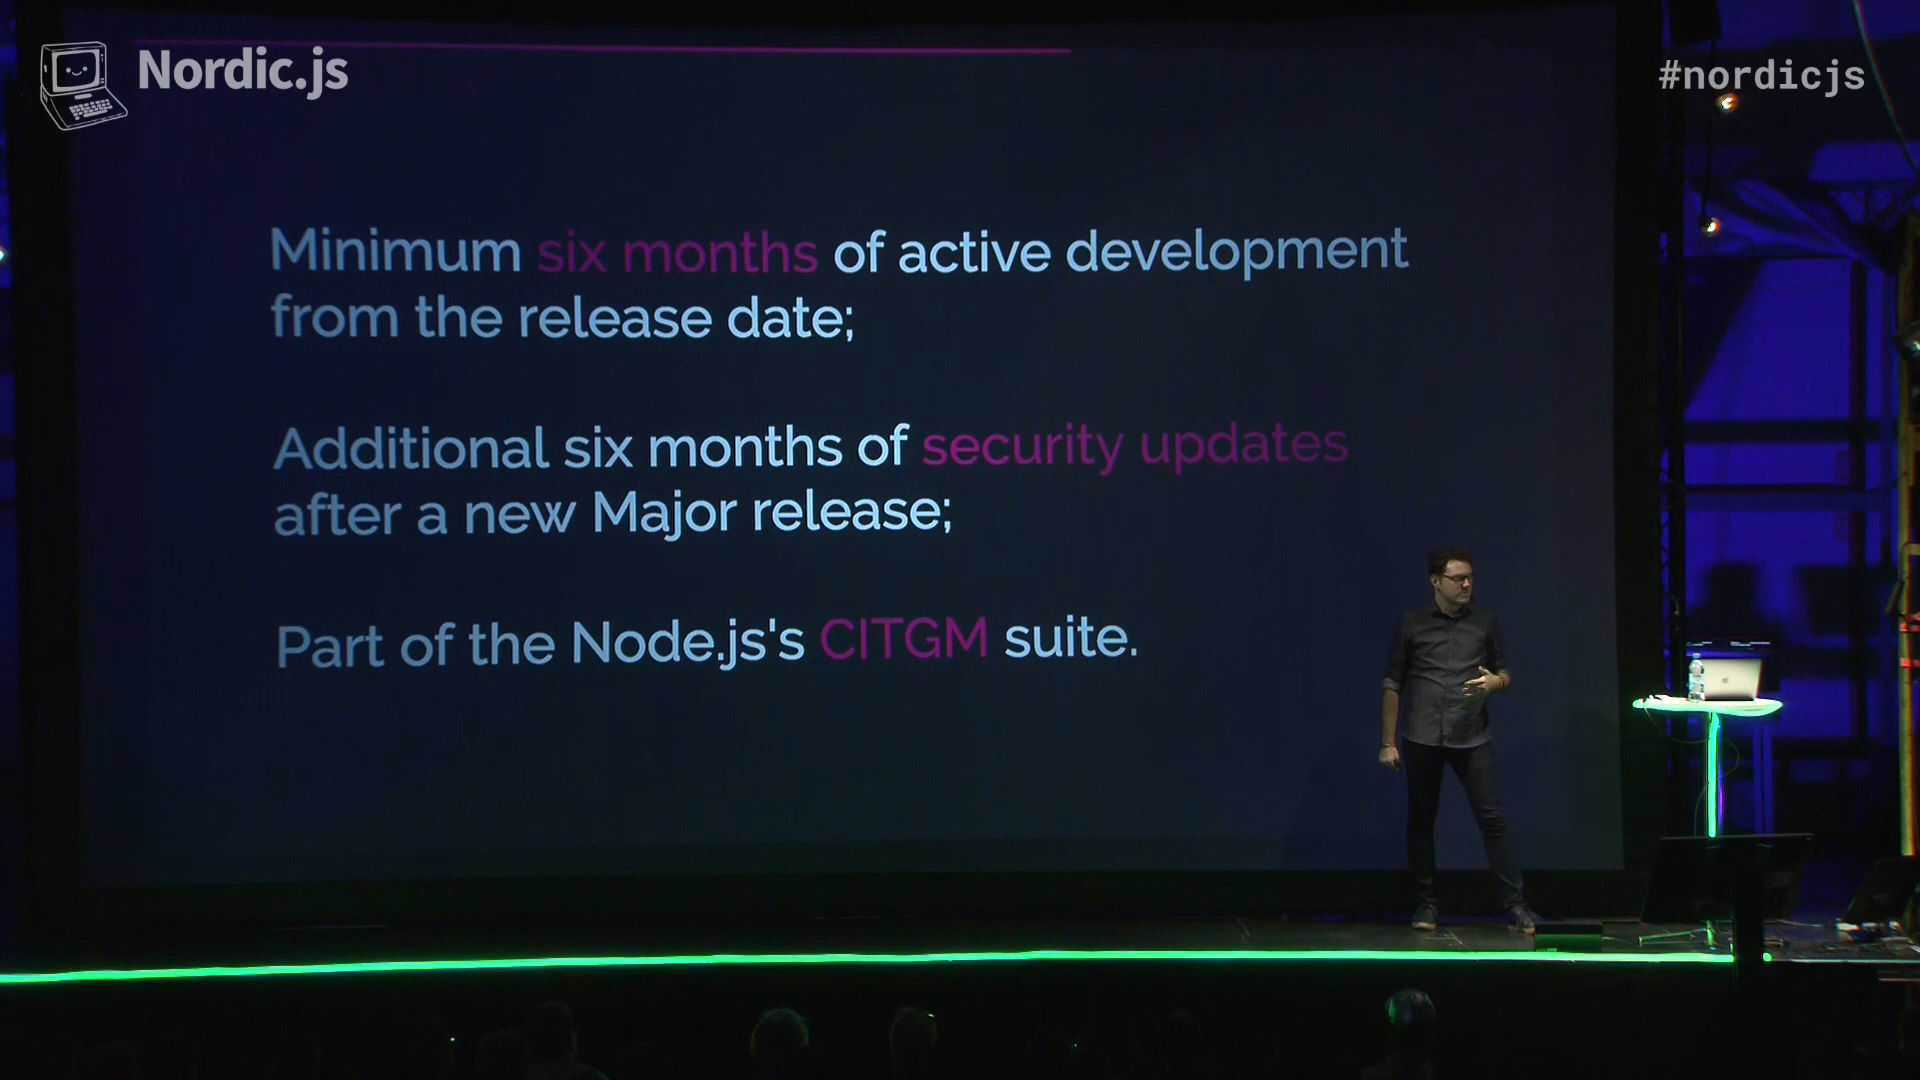 Nordic.js
#nordicjs
Minimum six months of active development
from the release date;
Additional six months of security updates
after a new Major release;
Part of the Node.js's CITGM suite.